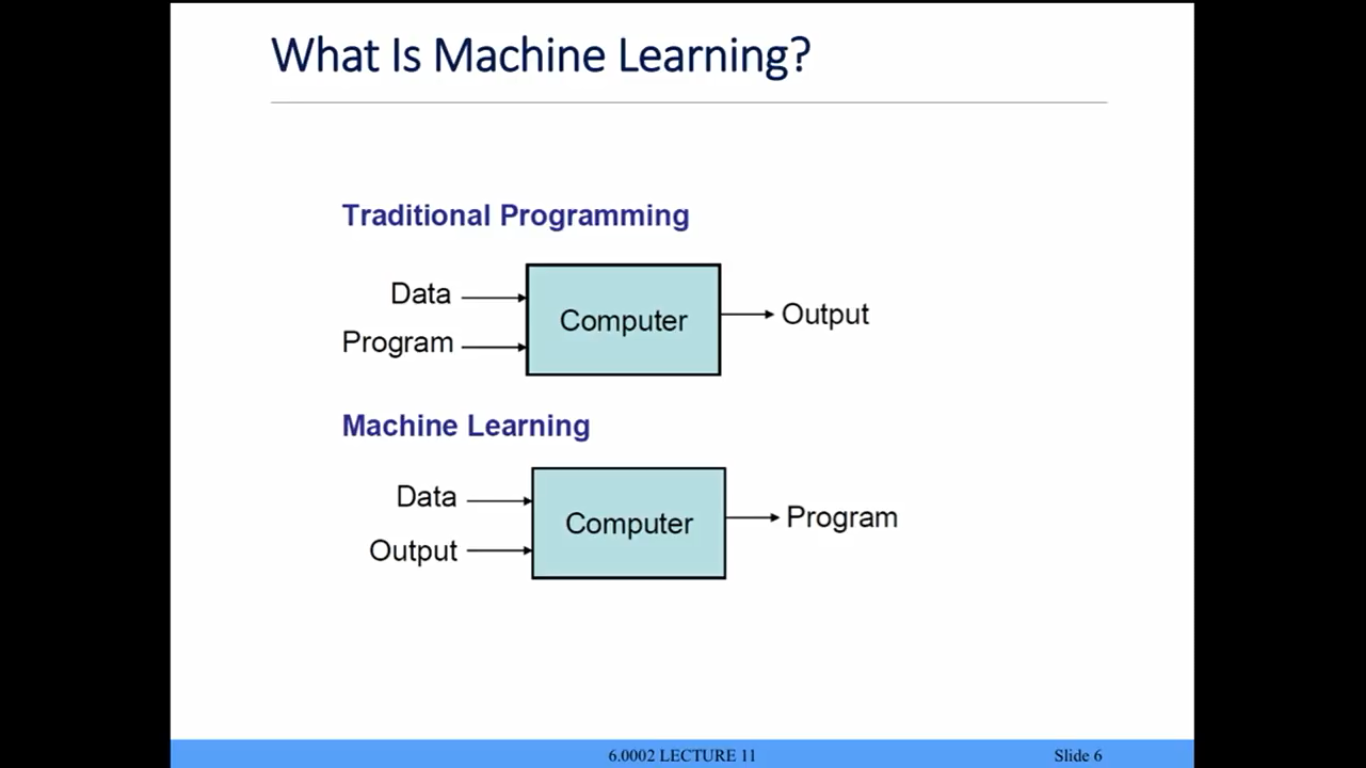 What Is Machine Learning?
Traditional Programming
Data
Program
Computer
Output
Machine Learning
Data
Output
Computer
Program
6.0002 LECTURE 11
Slide 6